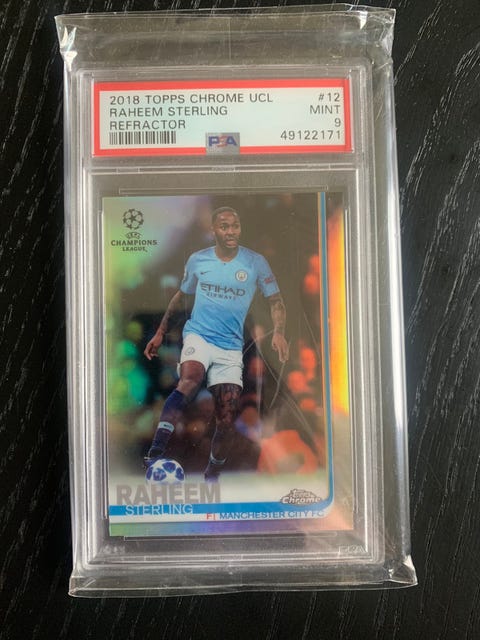 2018 TOPPS CHROME UCL #12
RAHEEM STERLING MINT
REFRACTOR 9
PSA 49122171
CHAMPIONS
LEAGUE
ETIHAD
AIRWAYS
RAHEEM
STERLING
Topps
Chrome
F| MANCHESTER CITY FC
PSA